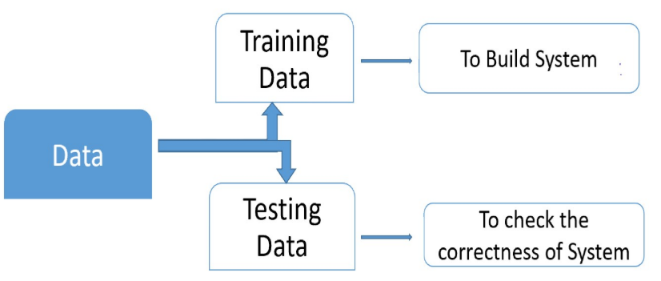 Training
Data
To Build System
Data
Testing
Data
To check the
correctness of System